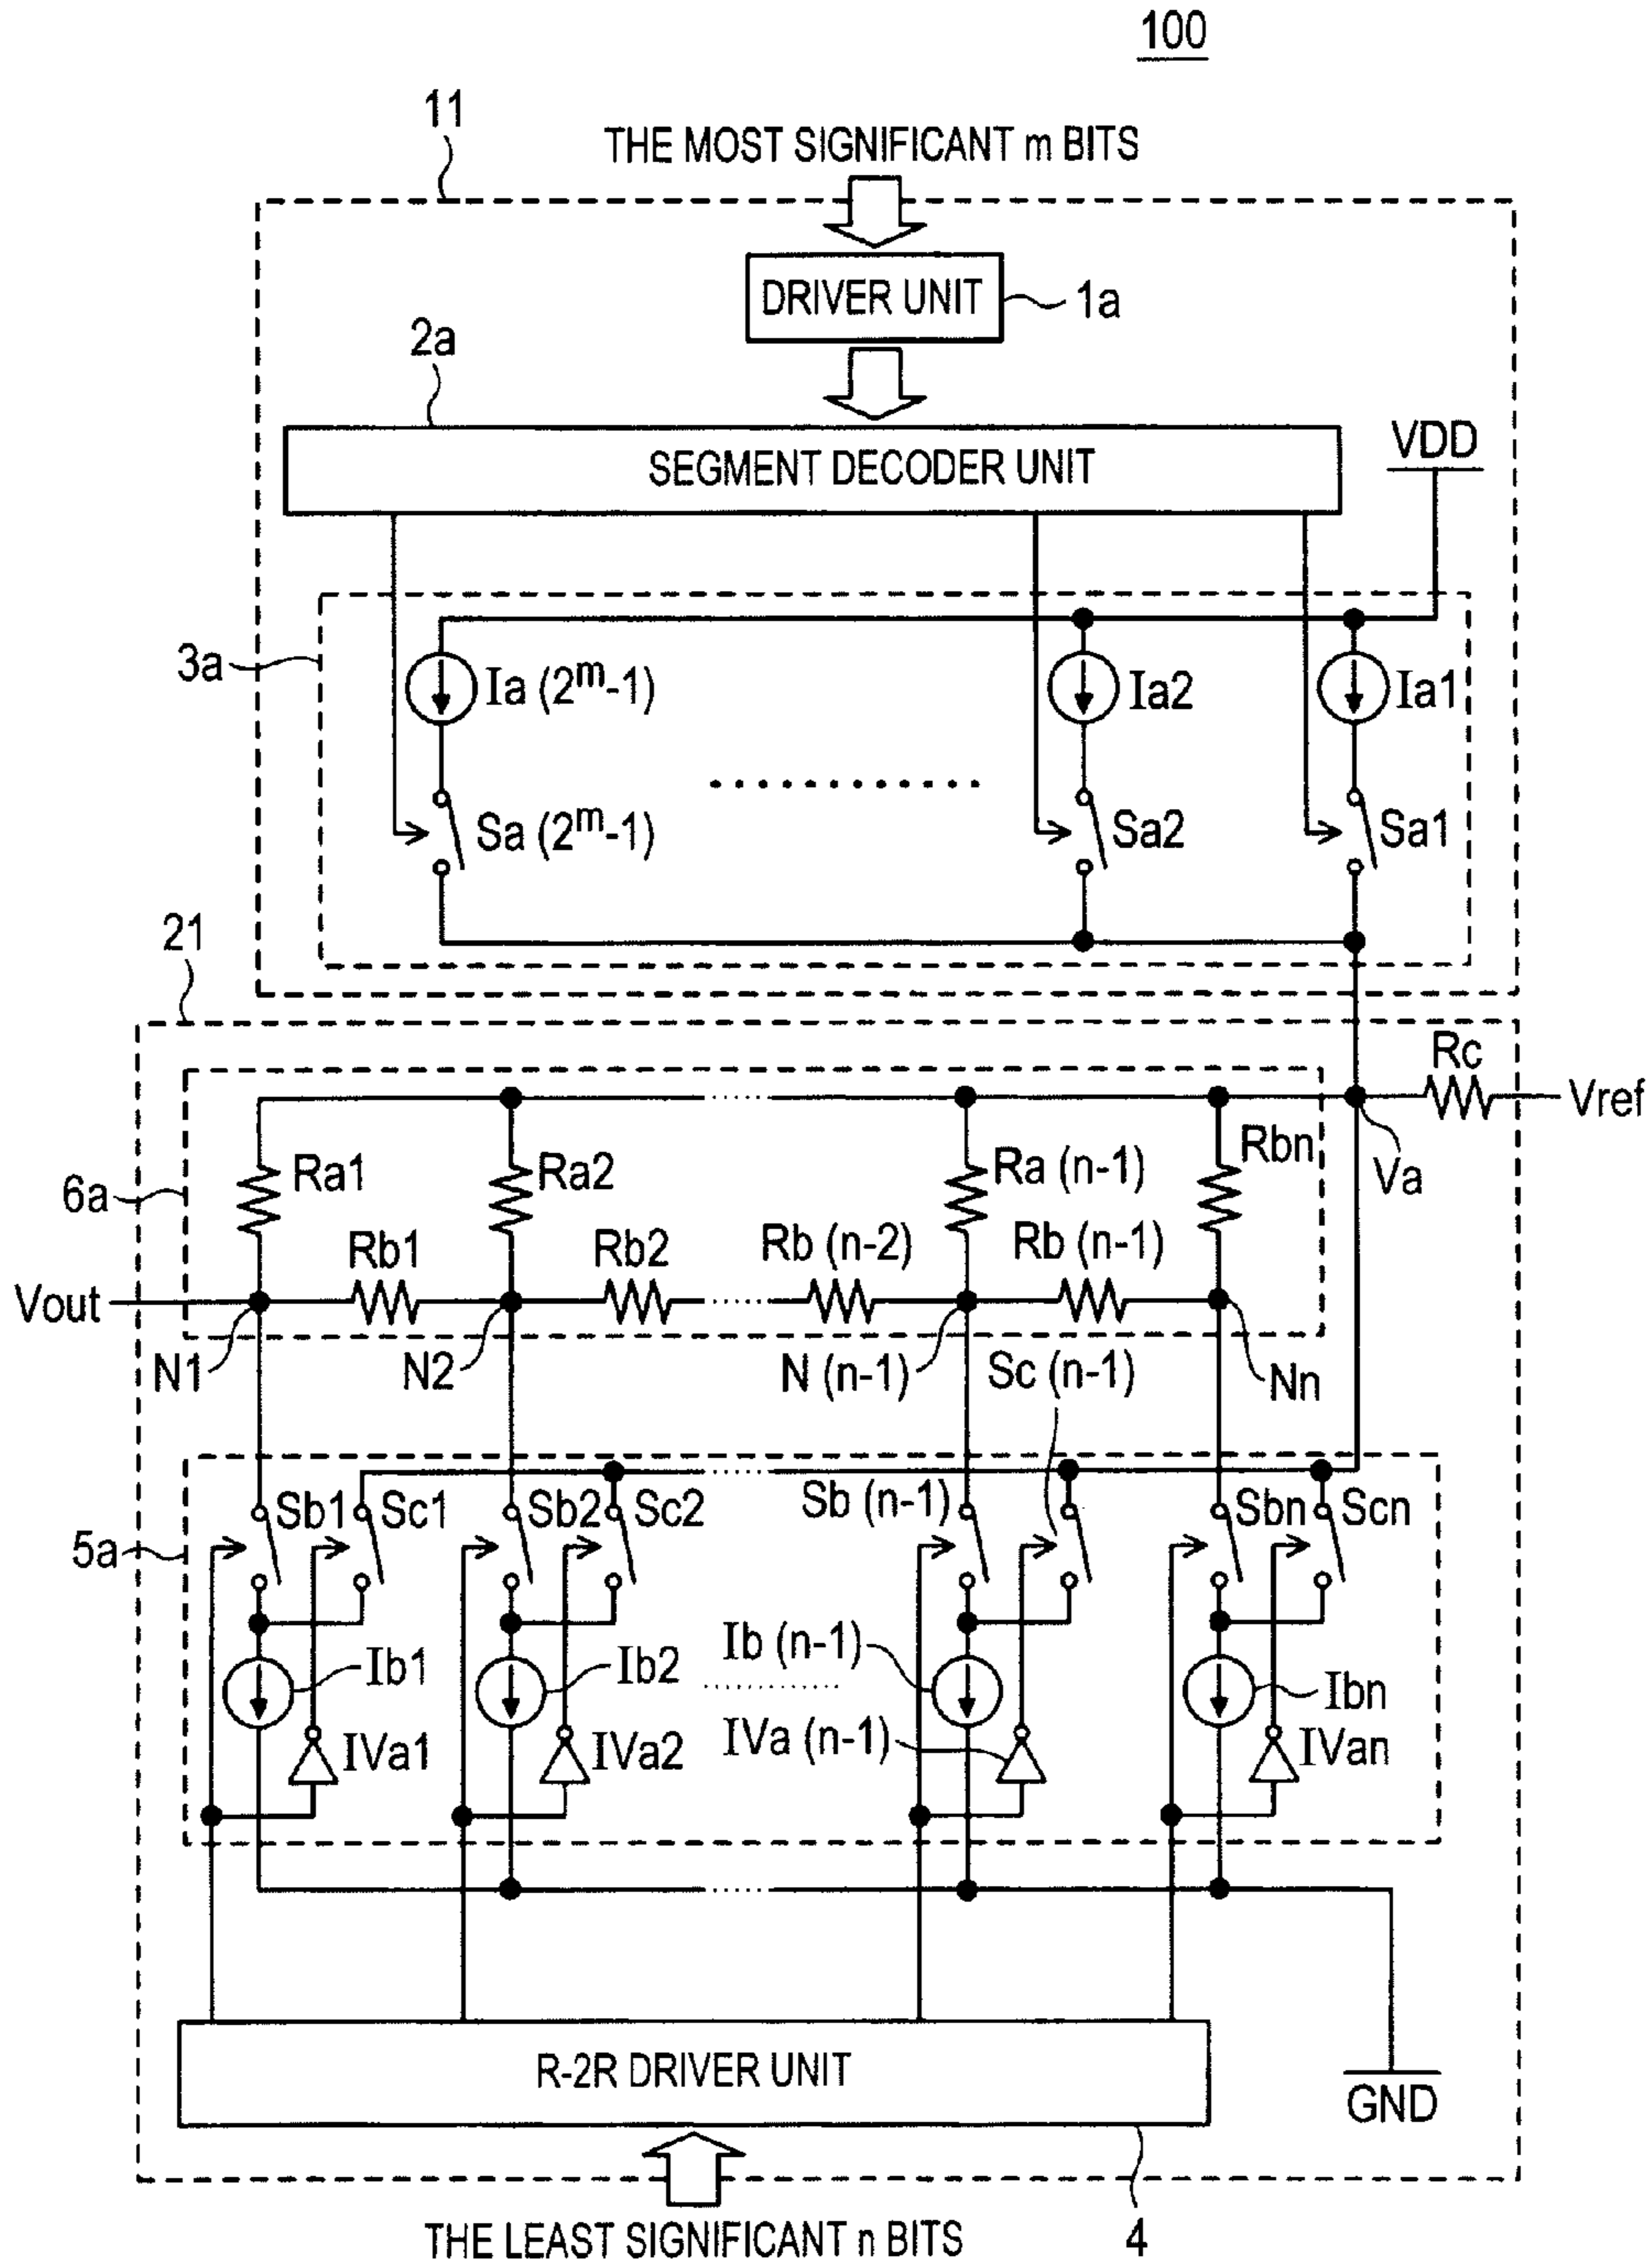 100
11
THE MOST SIGNIFICANT m BITS
DRIVER UNIT
1a
2a
SEGMENT DECODER UNIT
VDD
3a
Ia (2^m-1)
Ia2
Ia1
Sa (2^m-1)
Sa2
Sa1
21
Rc
Vref
Va
6a
Ra1
Ra2
Ra (n-1)
Rbn
Rb1
Rb2
Rb (n-2)
Rb (n-1)
Vout
N1
N2
N (n-1)
Sc (n-1)
Nn
5a
Sb1
Sc1
Sb2
Sc2
Sb (n-1)
Sbn
Scn
Ib1
Ib2
Ib (n-1)
Ibn
IVa1
IVa2
IVa (n-1)
IVan
R-2R DRIVER UNIT
GND
THE LEAST SIGNIFICANT n BITS
4